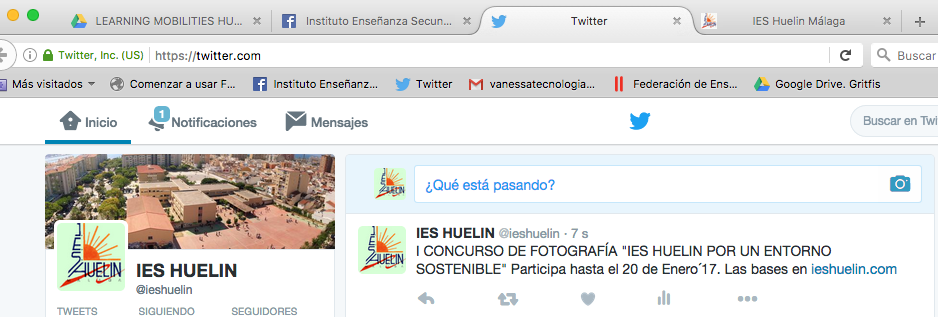 LEARNING MOBILITIES HU... Instituto Enseñanza Secun... Twitter IES Huelin Málaga
Twitter, Inc. (US) https://twitter.com Buscar
Más visitados Comenzar a usar F... Instituto Enseñanz... Twitter vanessatecnologia... Federación de Ens... Google Drive. Gritfis
Inicio 1 Notificaciones Mensajes Buscar en Twi
¿Qué está pasando?
IES HUELIN @ieshuelin · 7 s
I CONCURSO DE FOTOGRAFÍA "IES HUELIN POR UN ENTORNO
SOSTENIBLE" Participa hasta el 20 de Enero´17. Las bases en ieshuelin.com
IES HUELIN
@ieshuelin
TWEETS SIGUIENDO SEGUIDORES